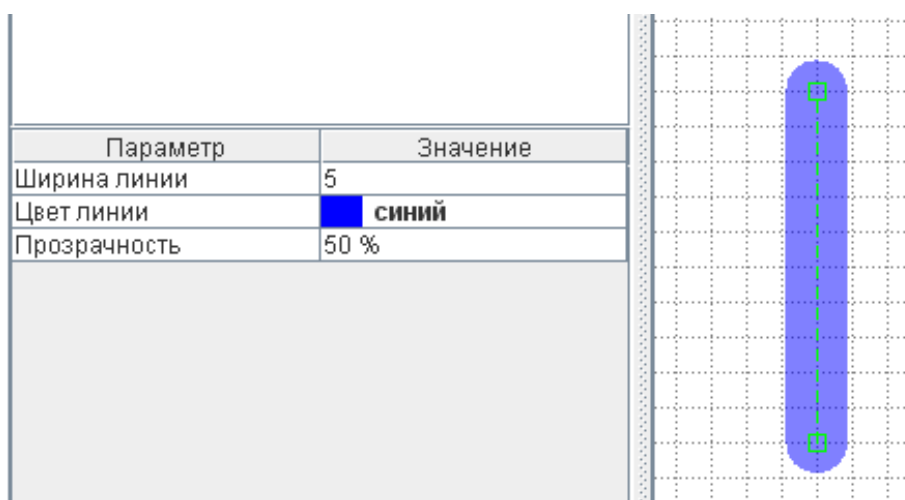 Параметр Значение
Ширина линии 5
Цвет линии синий
Прозрачность 50 %